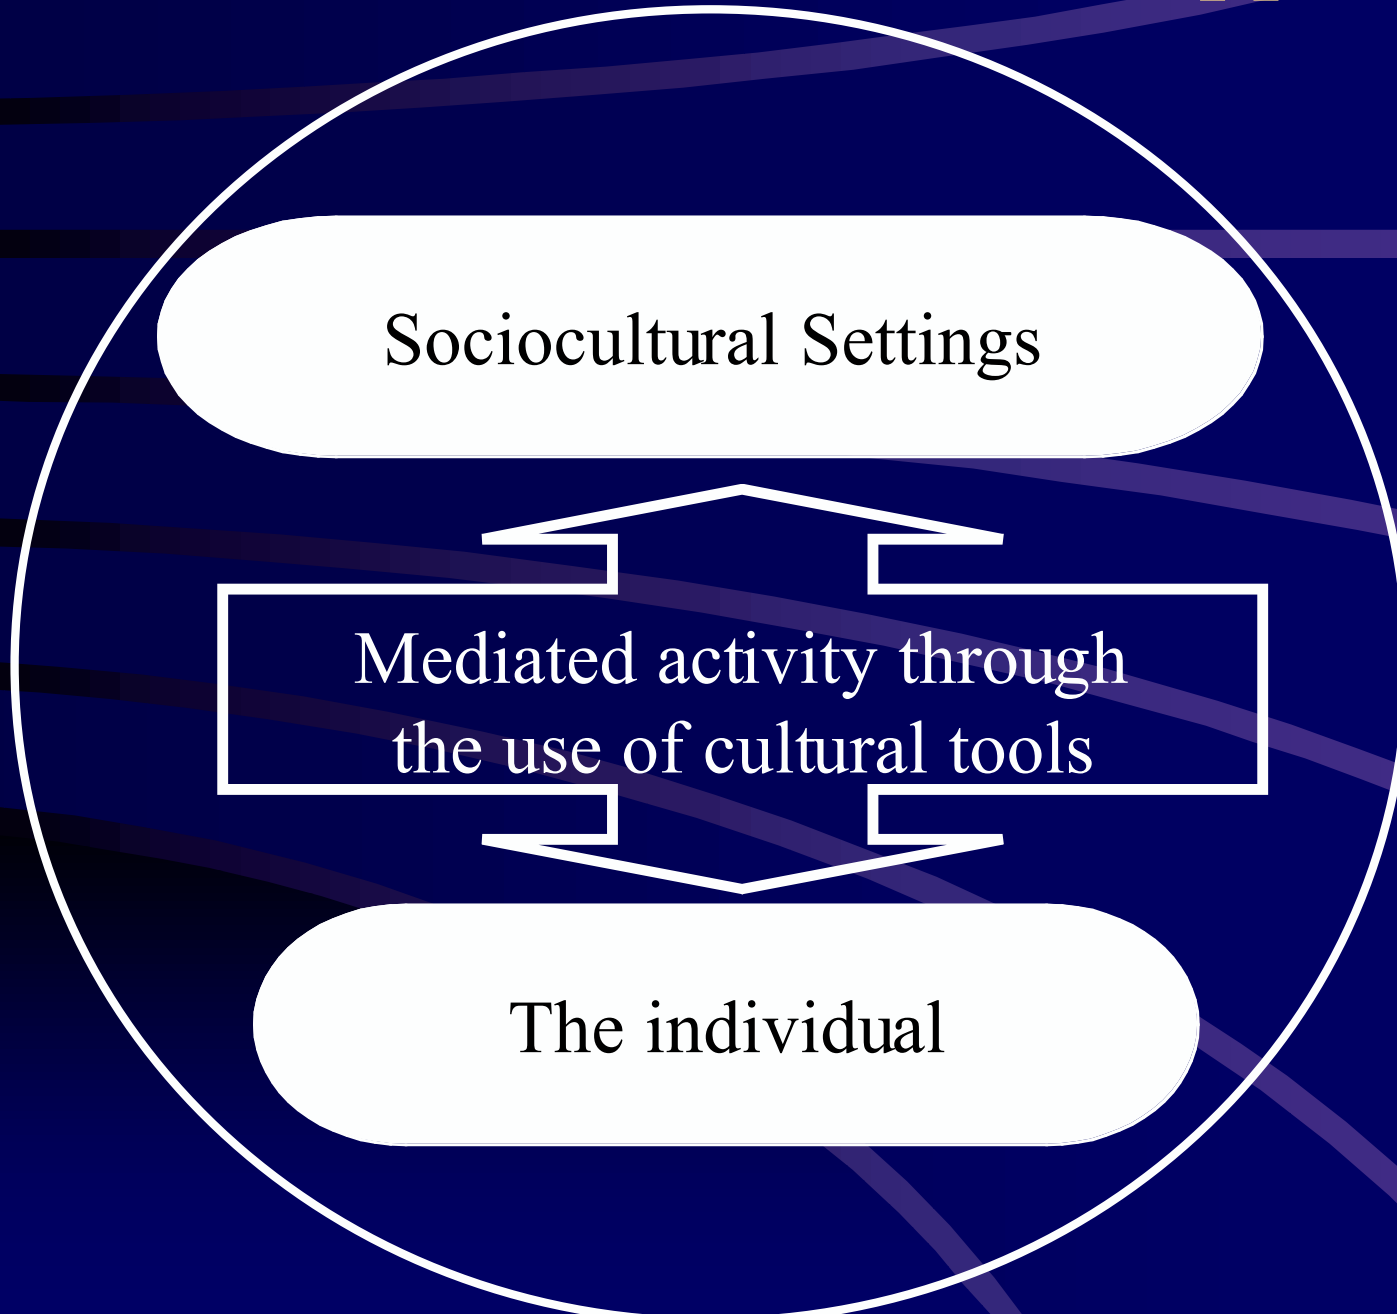 Sociocultural Settings
Mediated activity through
the use of cultural tools
The individual